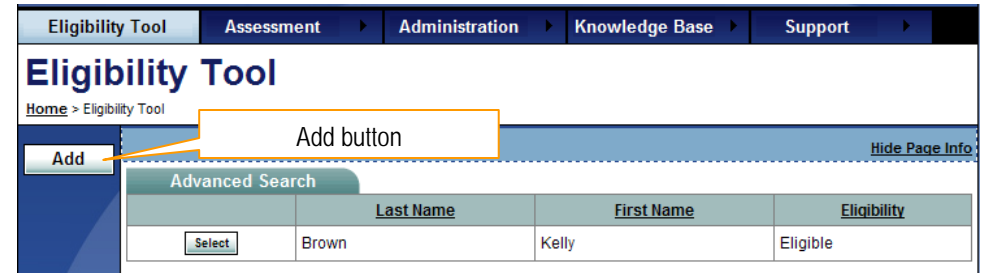 Eligibility Tool Assessment Administration Knowledge Base Support
Eligibility Tool
Home > Eligibility Tool
Add button
Add
Hide Page Info
Advanced Search
Last Name First Name Eligibility
Select Brown Kelly Eligible